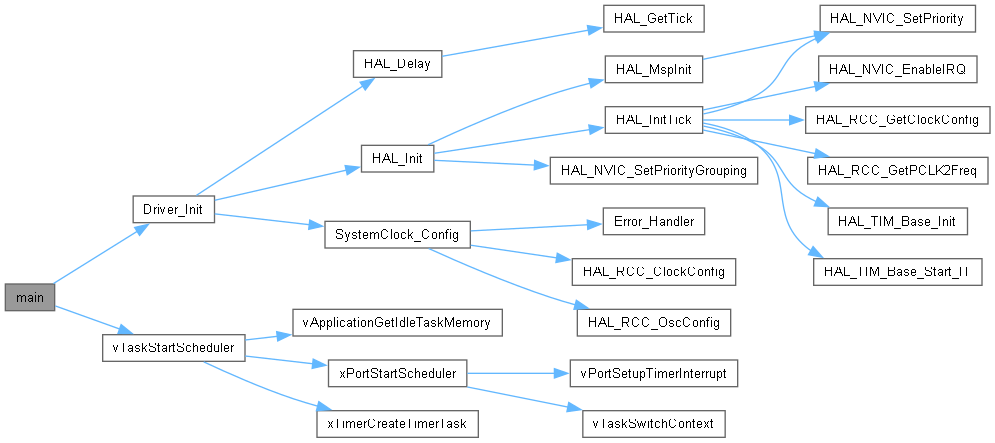 HAL_GetTick
HAL_NVIC_SetPriority
HAL_Delay
HAL_MspInit
HAL_NVIC_EnableIRQ
HAL_InitTick
HAL_RCC_GetClockConfig
HAL_Init
HAL_NVIC_SetPriorityGrouping
HAL_RCC_GetPCLK2Freq
Driver_Init
Error_Handler
HAL_TIM_Base_Init
SystemClock_Config
HAL_RCC_ClockConfig
HAL_TIM_Base_Start_IT
main
vApplicationGetIdleTaskMemory
HAL_RCC_OscConfig
vTaskStartScheduler
xPortStartScheduler
vPortSetupTimerInterrupt
xTimerCreateTimerTask
vTaskSwitchContext